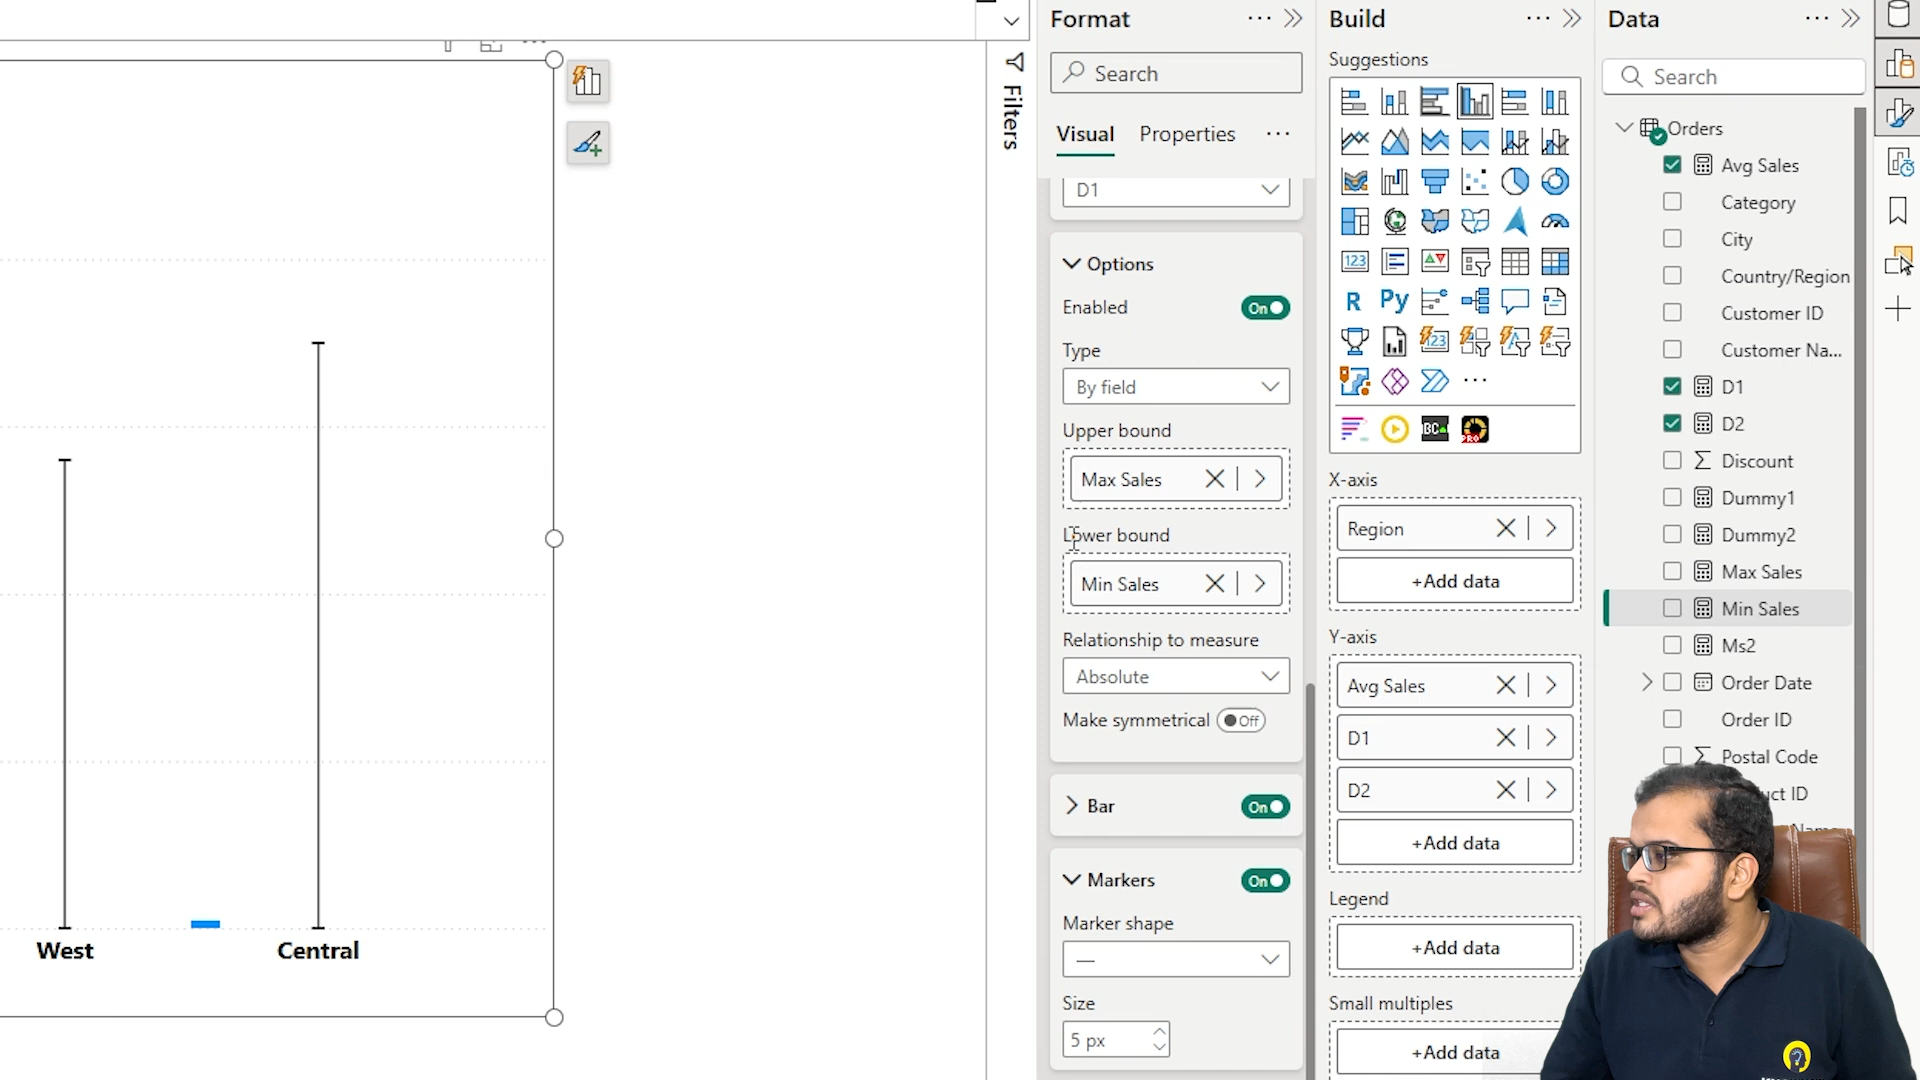 West
Central
Filters
Format
Search
Visual
Properties
D1
Options
Enabled
On
Type
By field
Upper bound
Max Sales
Lower bound
Min Sales
Relationship to measure
Absolute
Make symmetrical
Off
Bar
On
Markers
On
Marker shape
Size
5 px
Build
Suggestions
123
R
Py
123
BC
PRO
X-axis
Region
+Add data
Y-axis
Avg Sales
D1
D2
+Add data
Legend
+Add data
Small multiples
+Add data
Data
Search
Orders
Avg Sales
Category
City
Country/Region
Customer ID
Customer Na...
D1
D2
Discount
Dummy1
Dummy2
Max Sales
Min Sales
Ms2
Order Date
Order ID
Postal Code